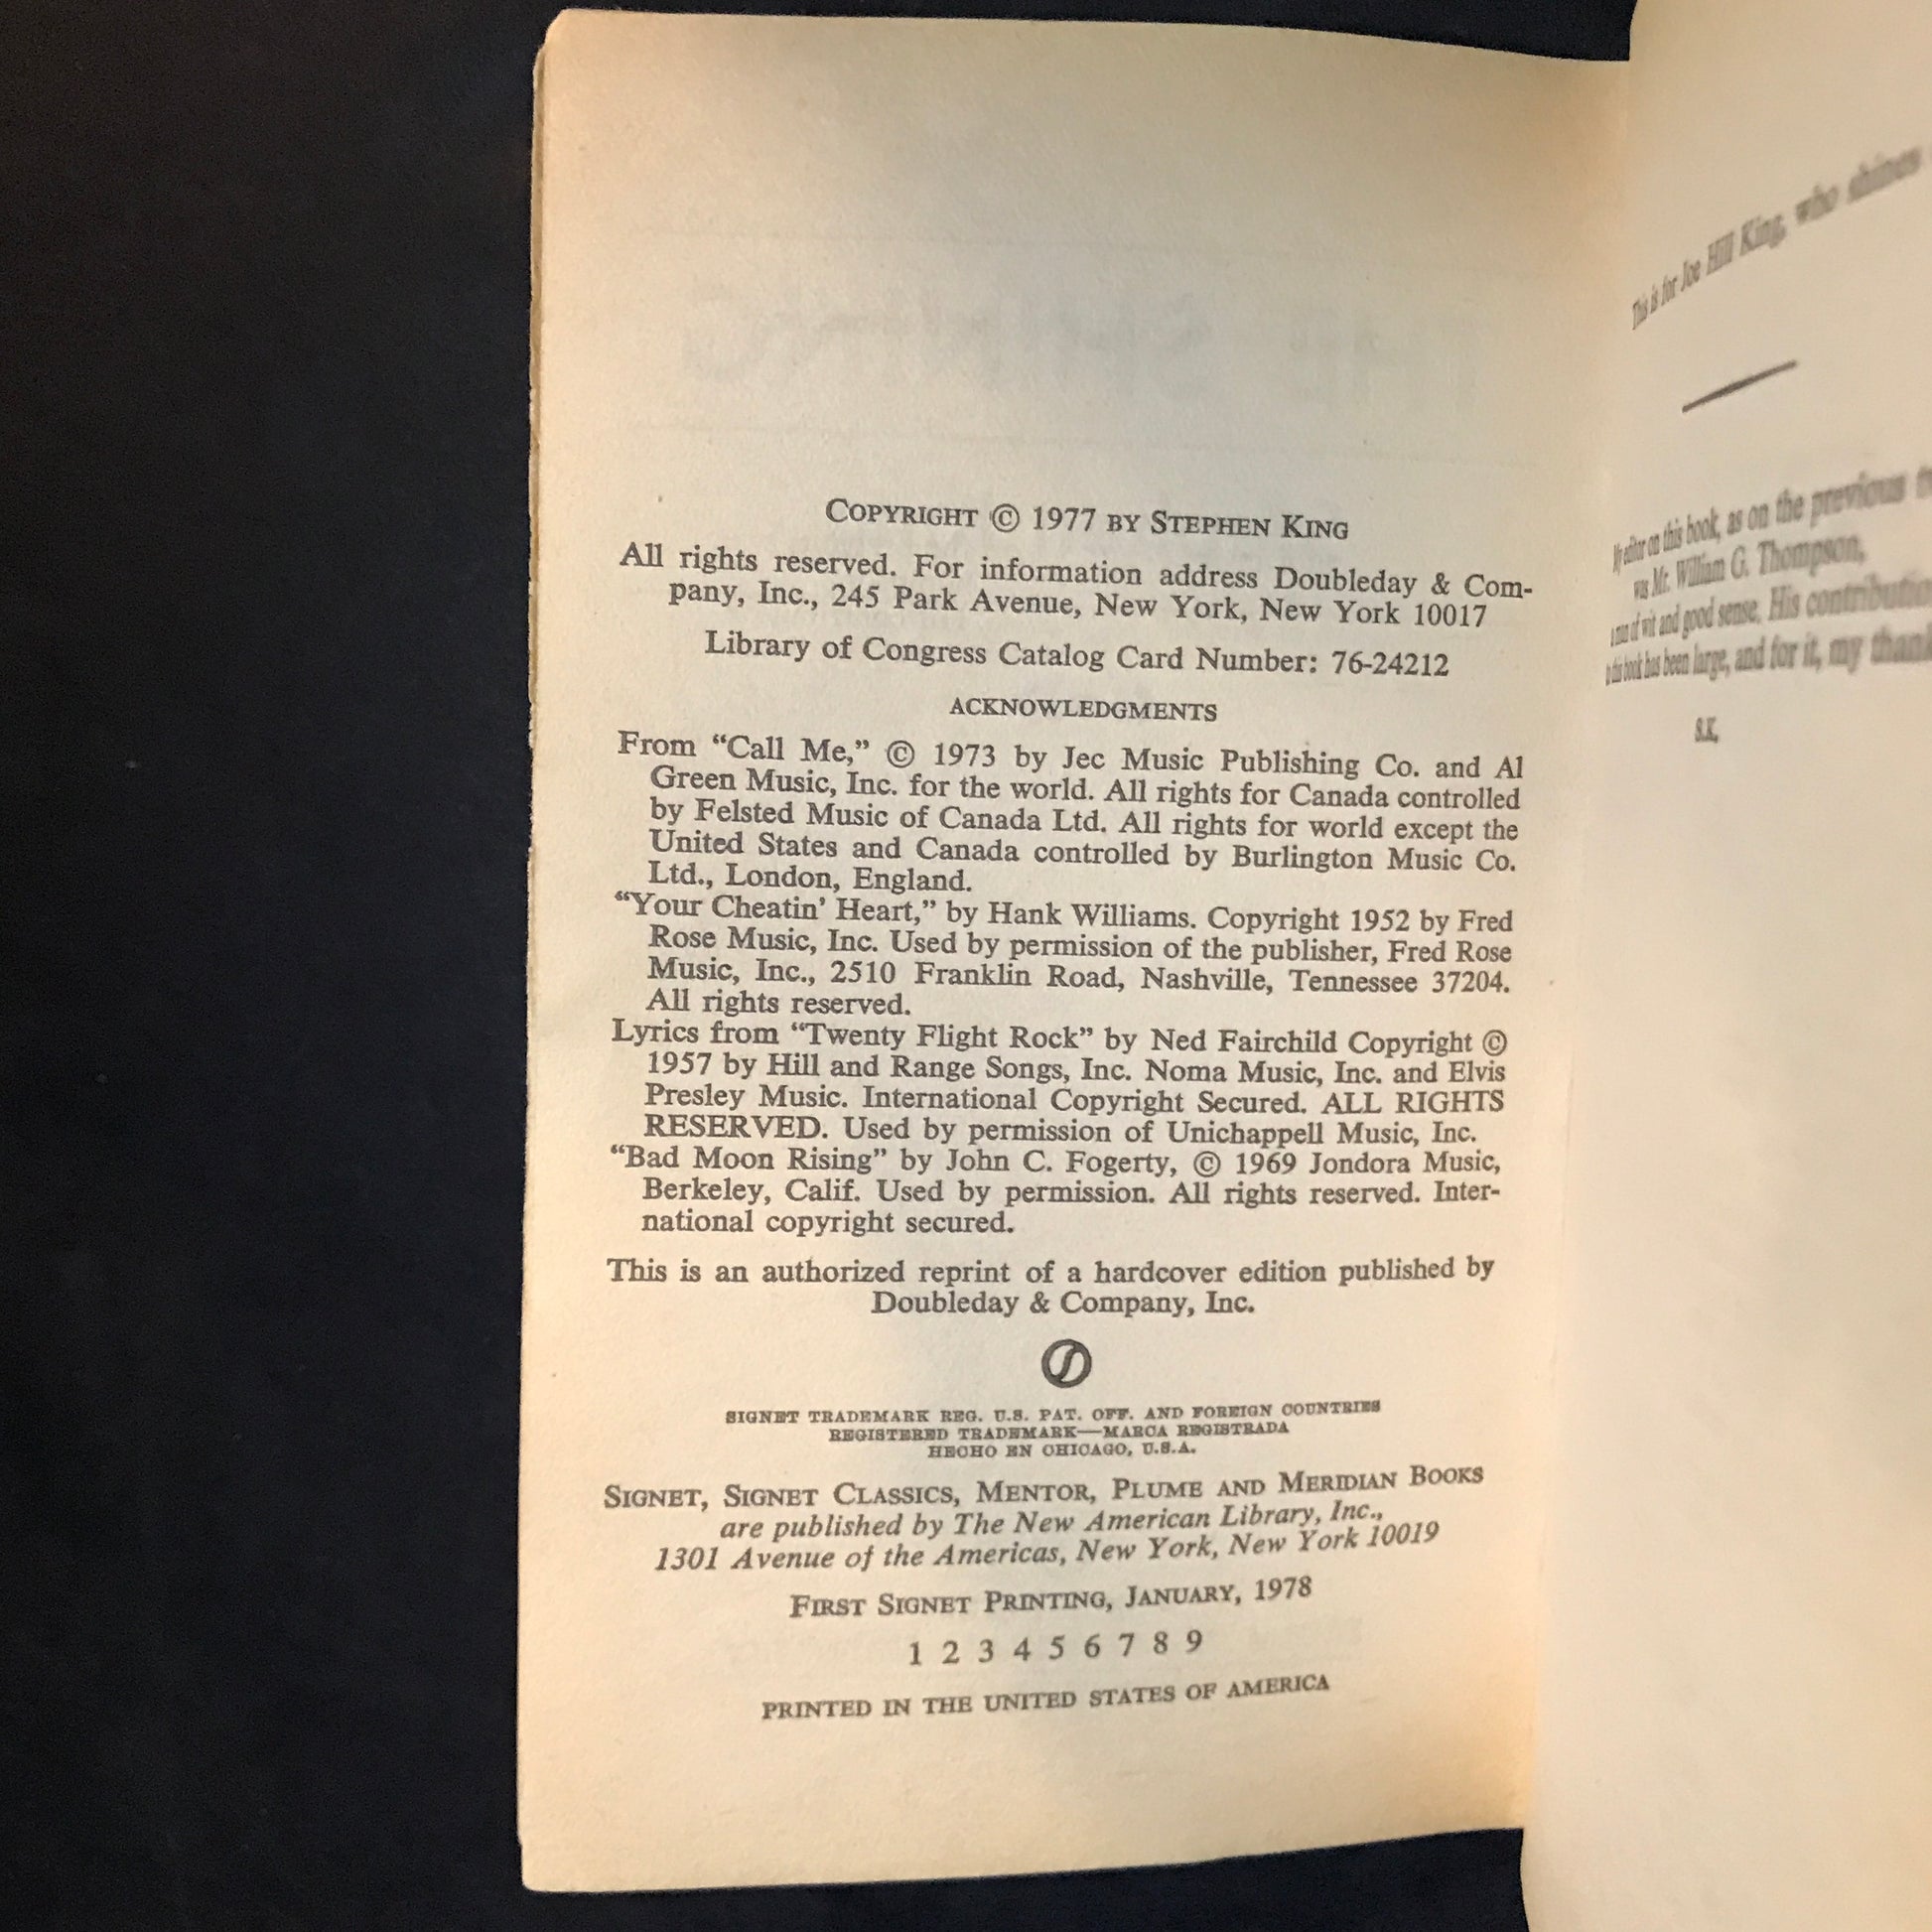 COPYRIGHT © 1977 BY STEPHEN KING
All rights reserved. For information address Doubleday & Com-
pany, Inc., 245 Park Avenue, New York, New York 10017
Library of Congress Catalog Card Number: 76-24212
ACKNOWLEDGMENTS
From “Call Me,” © 1973 by Jec Music Publishing Co. and Al
Green Music, Inc. for the world. All rights for Canada controlled
by Felsted Music of Canada Ltd. All rights for world except the
United States and Canada controlled by Burlington Music Co.
Ltd., London, England.
“Your Cheatin’ Heart,” by Hank Williams. Copyright 1952 by Fred
Rose Music, Inc. Used by permission of the publisher, Fred Rose
Music, Inc., 2510 Franklin Road, Nashville, Tennessee 37204.
All rights reserved.
Lyrics from “Twenty Flight Rock” by Ned Fairchild Copyright ©
1957 by Hill and Range Songs, Inc. Noma Music, Inc. and Elvis
Presley Music. International Copyright Secured. ALL RIGHTS
RESERVED. Used by permission of Unichappell Music, Inc.
“Bad Moon Rising” by John C. Fogerty, © 1969 Jondora Music,
Berkeley, Calif. Used by permission. All rights reserved. Inter-
national copyright secured.
This is an authorized reprint of a hardcover edition published by
Doubleday & Company, Inc.
SIGNET TRADEMARK REG. U.S. PAT. OFF. AND FOREIGN COUNTRIES
REGISTERED TRADEMARK—MARCA REGISTRADA
HECHO EN CHICAGO, U.S.A.
SIGNET, SIGNET CLASSICS, MENTOR, PLUME AND MERIDIAN BOOKS
are published by The New American Library, Inc.,
1301 Avenue of the Americas, New York, New York 10019
FIRST SIGNET PRINTING, JANUARY, 1978
1 2 3 4 5 6 7 8 9
PRINTED IN THE UNITED STATES OF AMERICA
This is for Joe Hill King, who shines
My editor on this book, as on the previous
was Mr. William G. Thompson,
a man of wit and good sense. His
to this book has been large, and for it, my
S.K.